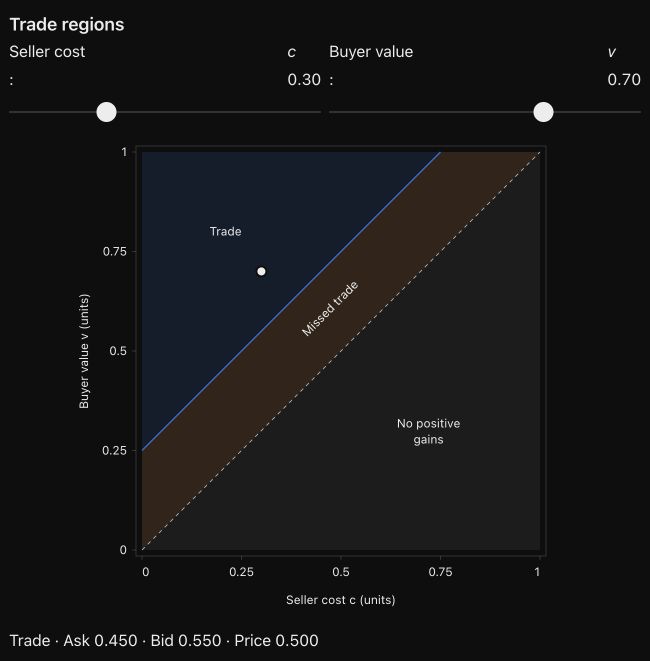 Trade regions
Seller cost c Buyer value v
: 0.30 : 0.70
1
Trade
0.75
Missed trade
Buyer value v (units)
0.5
No positive
gains
0.25
0
0 0.25 0.5 0.75 1
Seller cost c (units)
Trade · Ask 0.450 · Bid 0.550 · Price 0.500